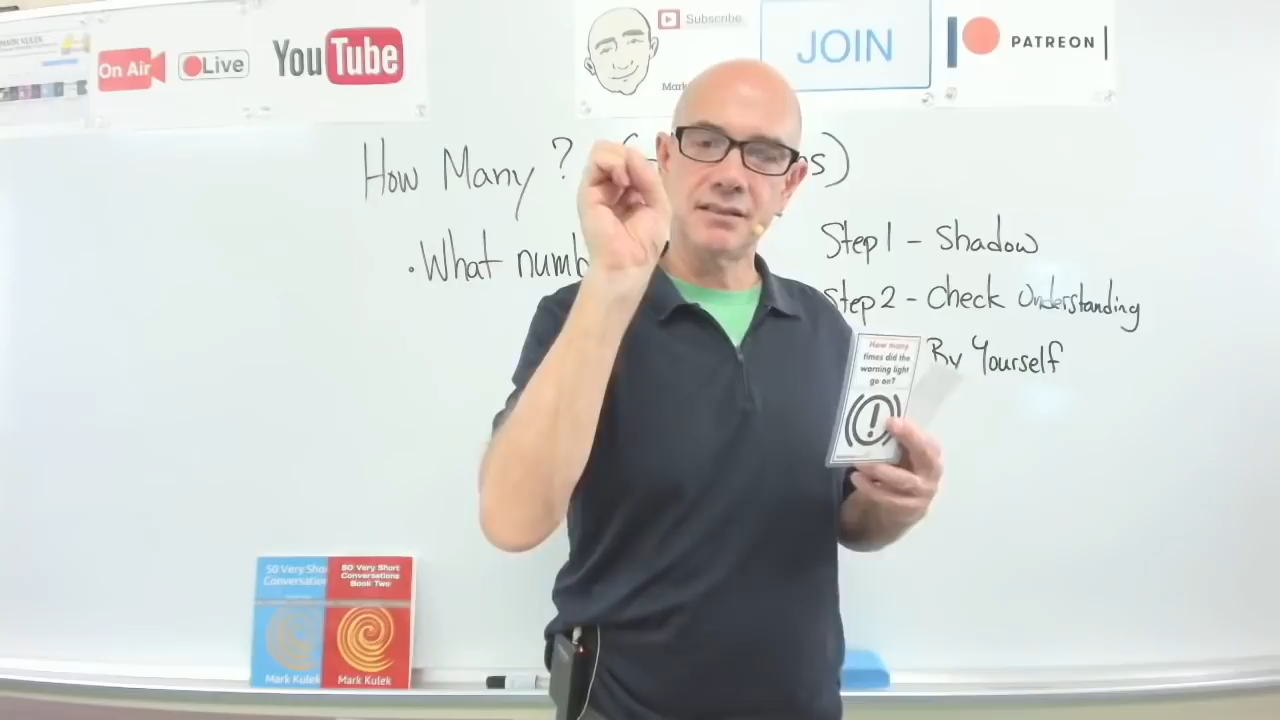 MARK KULEK
On Air
Live
YouTube
Subscribe
JOIN
PATREON
How Many ?
• What
Step 1 - Shadow
Step 2 - Check Understanding
By Yourself
How many
times did the
warning light
go on?
!
50 Very Short
Conversations
Book Two
Mark Kulek
Mark Kulek